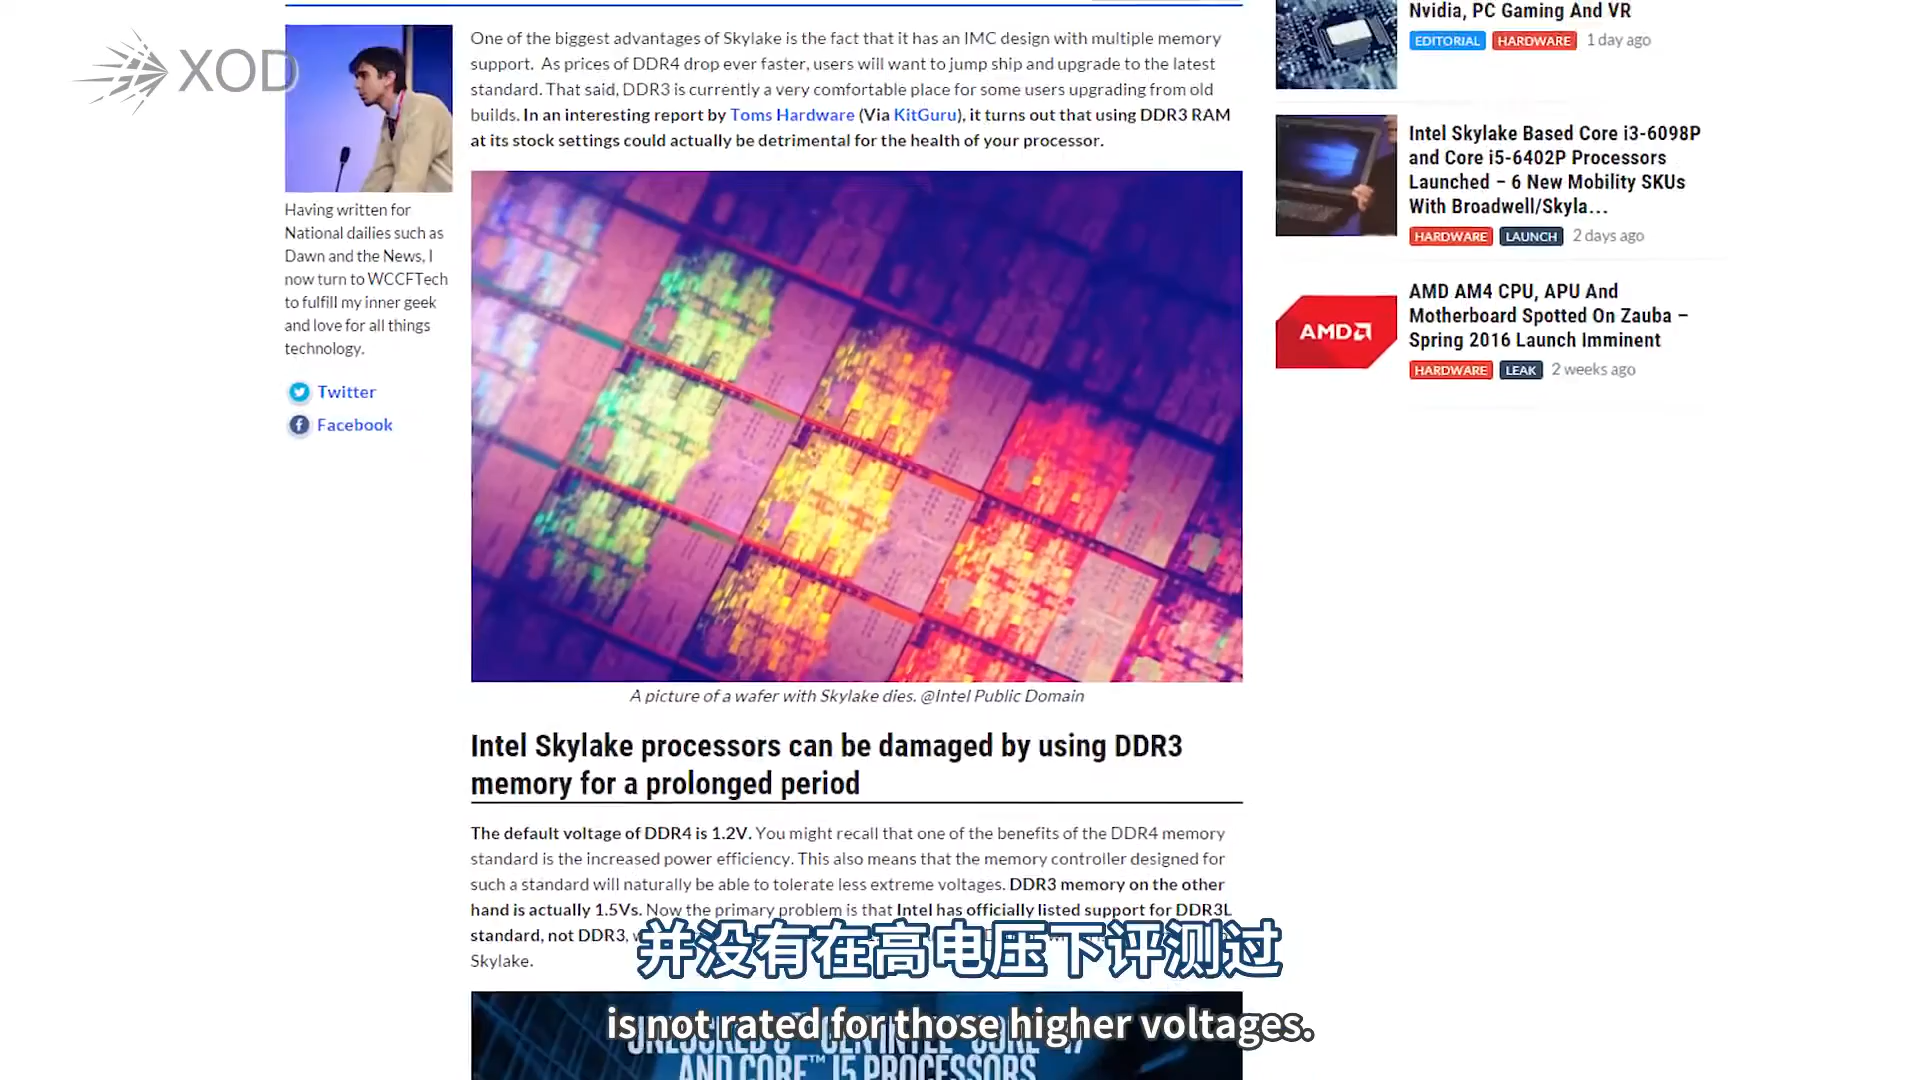 XOD
One of the biggest advantages of Skylake is the fact that it has an IMC design with multiple memory
support. As prices of DDR4 drop ever faster, users will want to jump ship and upgrade to the latest
standard. That said, DDR3 is currently a very comfortable place for some users upgrading from old
builds. In an interesting report by Toms Hardware (Via KitGuru), it turns out that using DDR3 RAM
at its stock settings could actually be detrimental for the health of your processor.
Having written for
National dailies such as
Dawn and the News, I
now turn to WCCFTech
to fulfill my inner geek
and love for all things
technology.
Twitter
Facebook
A picture of a wafer with Skylake dies. @Intel Public Domain
Intel Skylake processors can be damaged by using DDR3
memory for a prolonged period
The default voltage of DDR4 is 1.2V. You might recall that one of the benefits of the DDR4 memory
standard is the increased power efficiency. This also means that the memory controller designed for
such a standard will naturally be able to tolerate less extreme voltages. DDR3 memory on the other
hand is actually 1.5Vs. Now the primary problem is that Intel has officially listed support for DDR3L
standard, not DDR3,
Skylake.
并没有在高电压下评测过
is not rated for those higher voltages.
AND CORE™ I5 PROCESSORS
Nvidia, PC Gaming And VR
EDITORIAL HARDWARE 1 day ago
Intel Skylake Based Core i3-6098P
and Core i5-6402P Processors
Launched – 6 New Mobility SKUs
With Broadwell/Skyla...
HARDWARE LAUNCH 2 days ago
AMD
AMD AM4 CPU, APU And
Motherboard Spotted On Zauba –
Spring 2016 Launch Imminent
HARDWARE LEAK 2 weeks ago